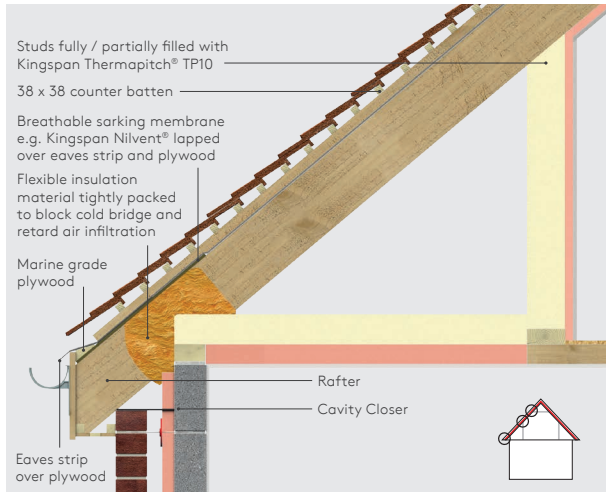 Studs fully / partially filled with
Kingspan Thermapitch® TP10
38 x 38 counter batten
Breathable sarking membrane
e.g. Kingspan Nilvent® lapped
over eaves strip and plywood
Flexible insulation
material tightly packed
to block cold bridge and
retard air infiltration
Marine grade
plywood
Rafter
Cavity Closer
Eaves strip
over plywood